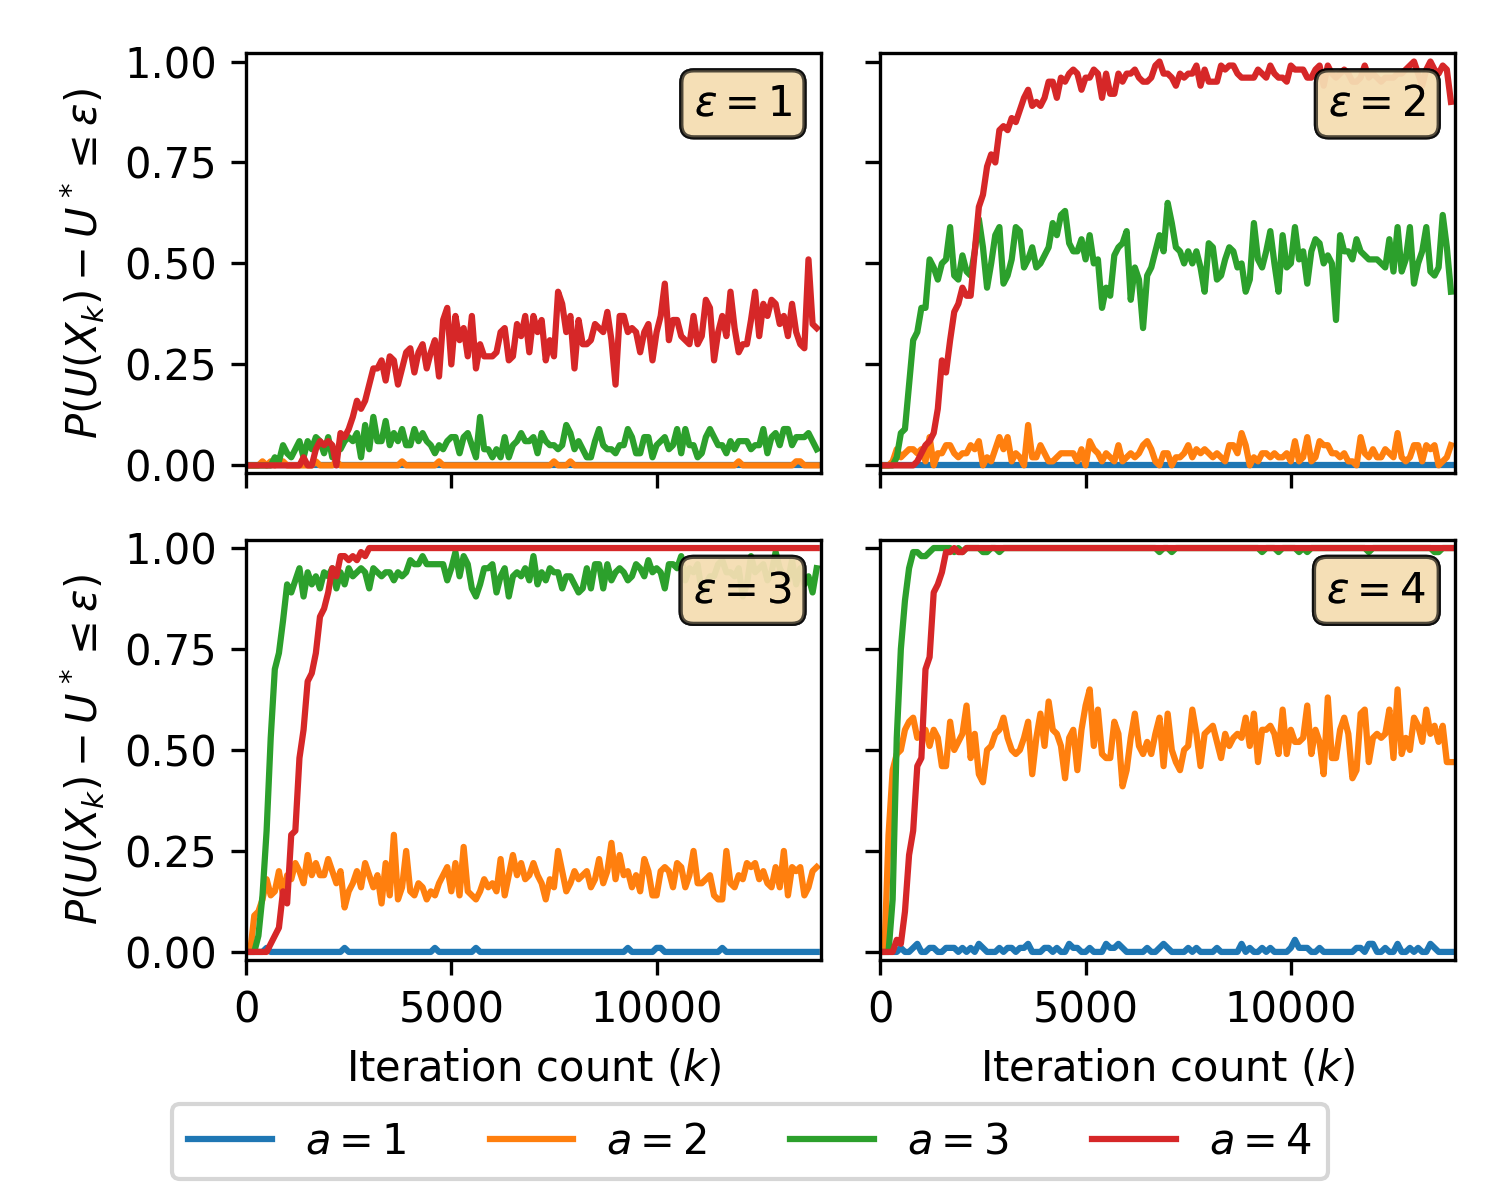 1.00
0.75
0.50
0.25
0.00
P(U(X_k) − U* ≤ ε)
ε = 1
ε = 2
1.00
0.75
0.50
0.25
0.00
P(U(X_k) − U* ≤ ε)
ε = 3
ε = 4
0 5000 10000
0 5000 10000
Iteration count (k)
Iteration count (k)
a = 1 a = 2 a = 3 a = 4